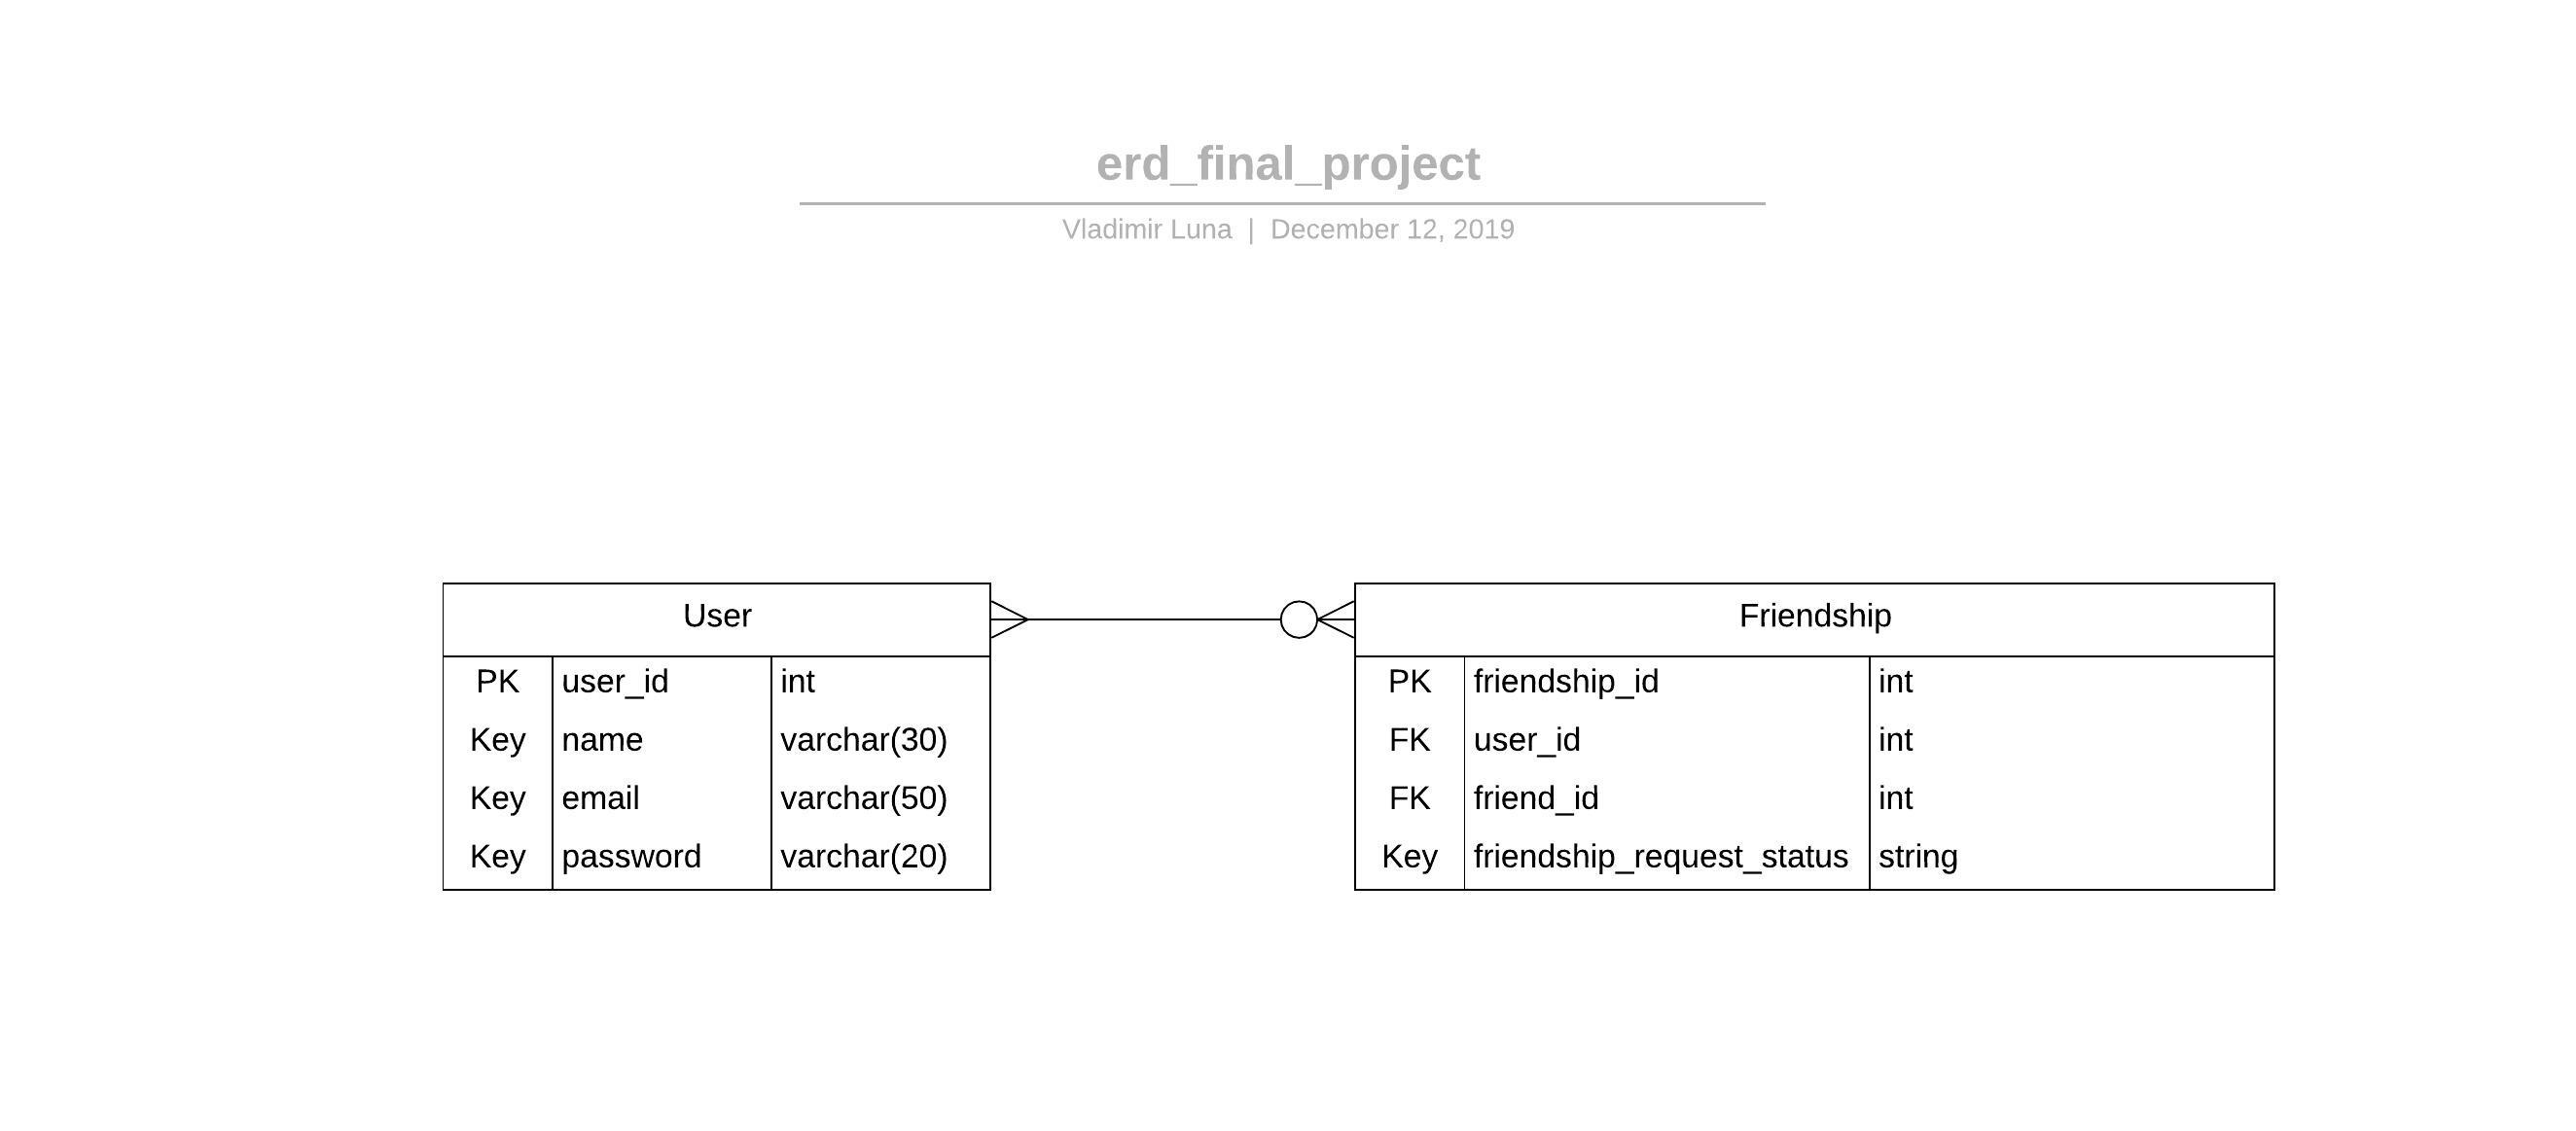 erd_final_project
Vladimir Luna | December 12, 2019
User
PK user_id int
Key name varchar(30)
Key email varchar(50)
Key password varchar(20)
Friendship
PK friendship_id int
FK user_id int
FK friend_id int
Key friendship_request_status string